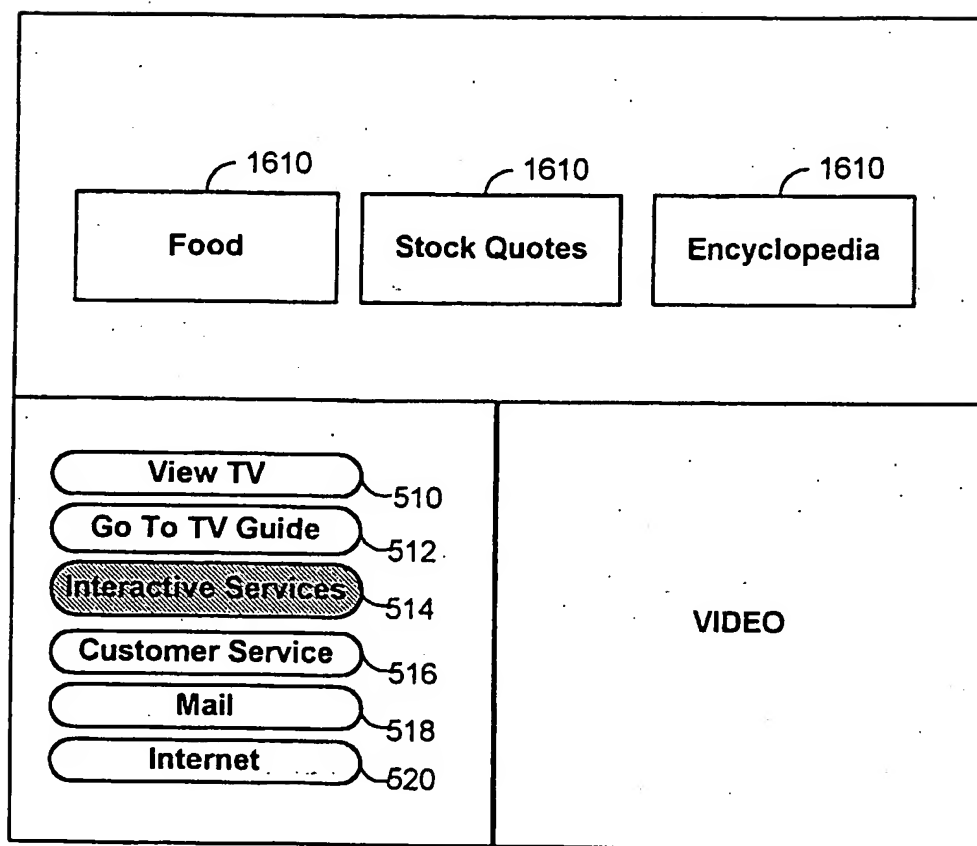 1610 1610 1610
Food Stock Quotes Encyclopedia
View TV
510
Go To TV Guide
512
Interactive Services
514
Customer Service
516
Mail
518
Internet
520
VIDEO